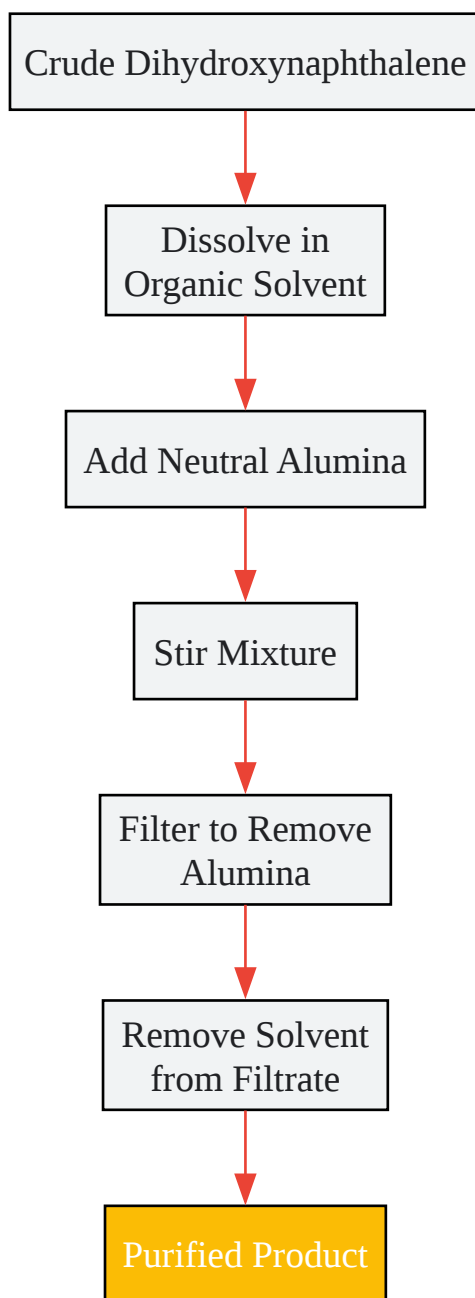 Crude Dihydroxynaphthalene
Dissolve in
Organic Solvent
Add Neutral Alumina
Stir Mixture
Filter to Remove
Alumina
Remove Solvent
from Filtrate
Purified Product